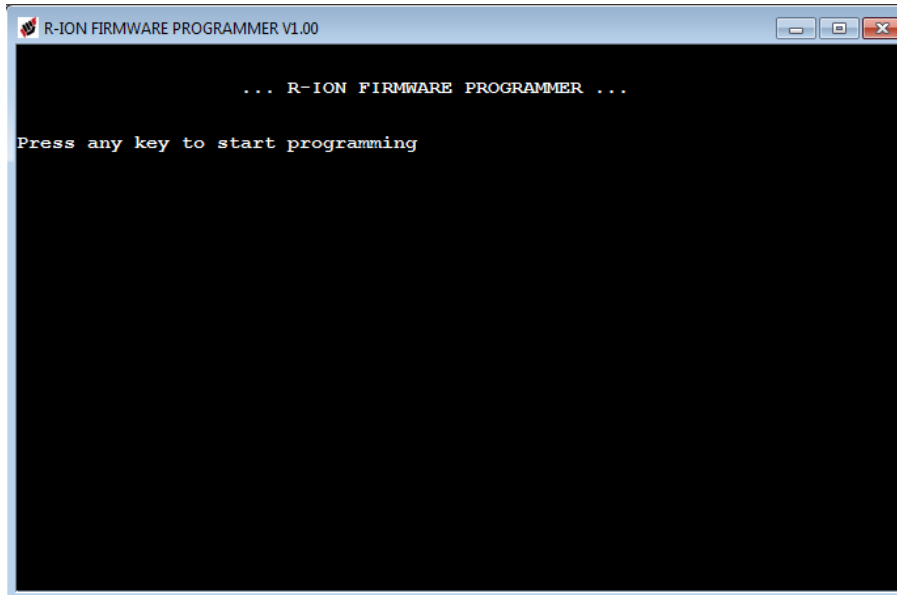 R-ION FIRMWARE PROGRAMMER V1.00
... R-ION FIRMWARE PROGRAMMER ...
Press any key to start programming